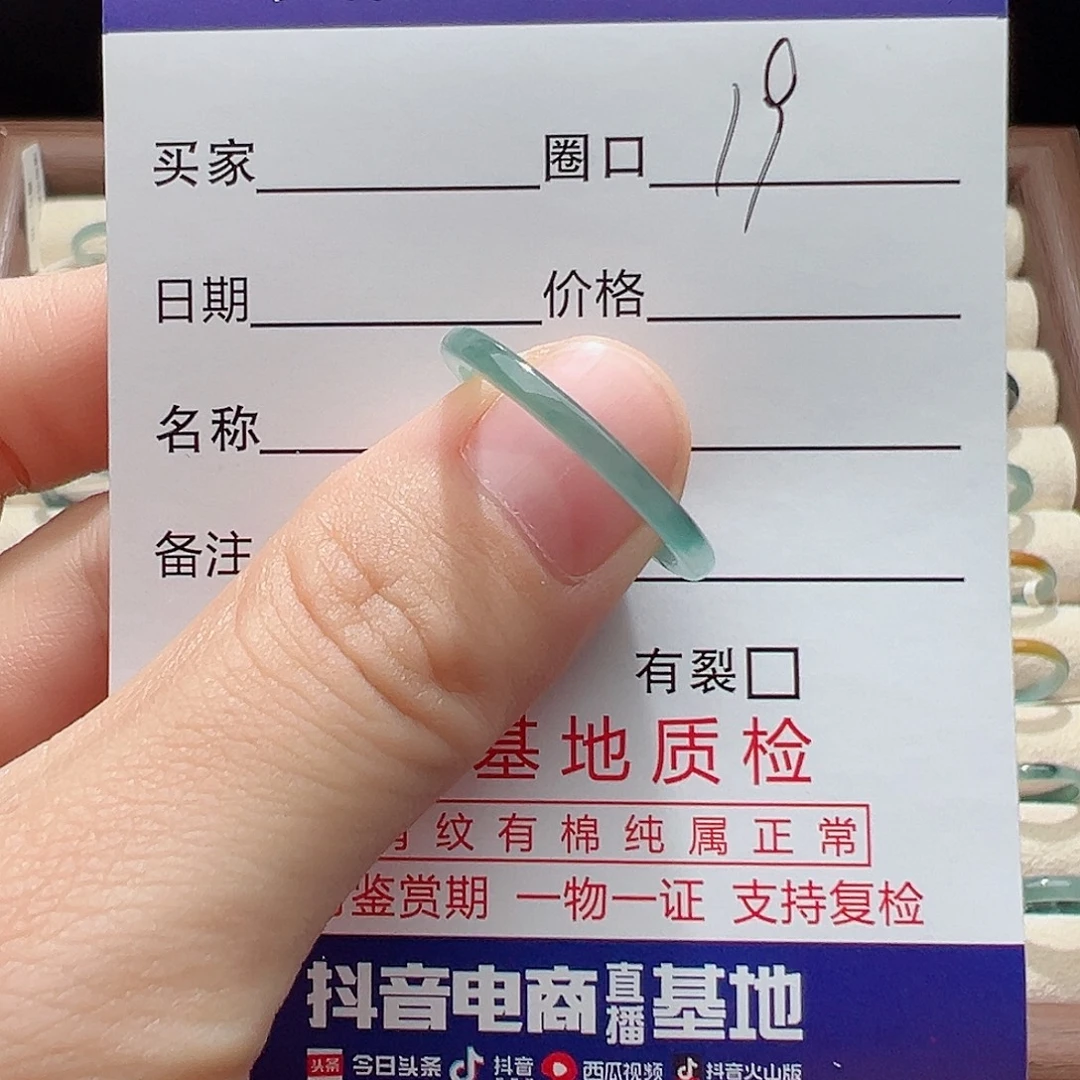 买家 圈口 19
日期 价格
名称
备注
有裂
基地质检
有纹有棉纯属正常
鉴赏期 一物一证 支持复检
抖音电商直播基地
头条 今日头条 抖音 西瓜视频 抖音火山版